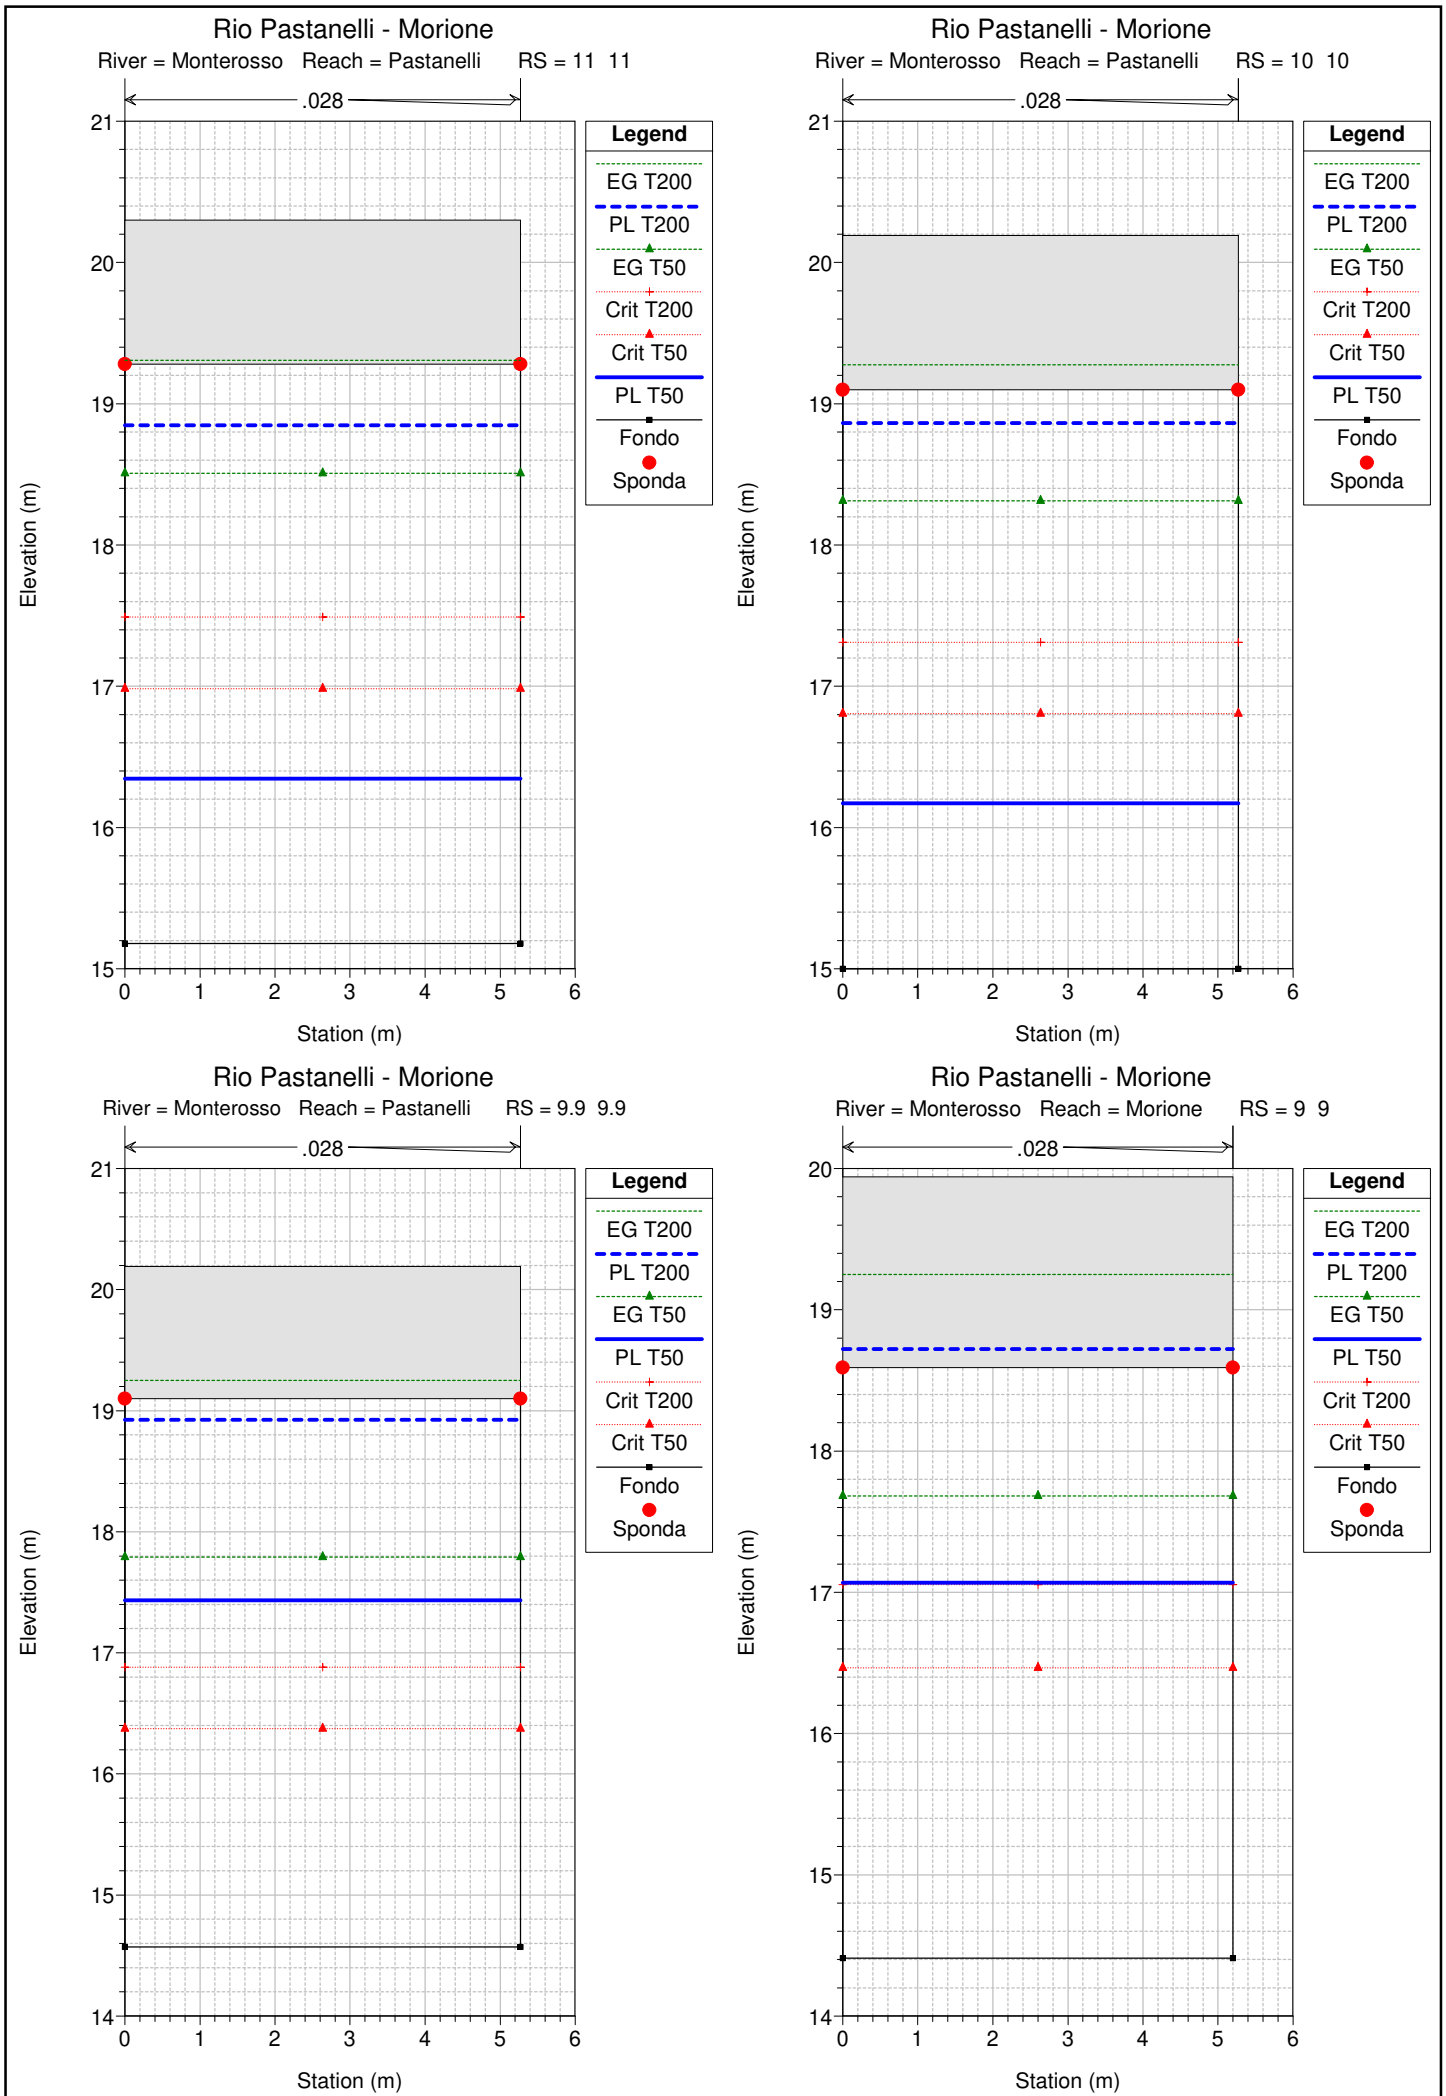 Rio Pastanelli - Morione
River = Monterosso   Reach = Pastanelli   RS = 11  11
.028
21
20
19
18
17
16
15
0 1 2 3 4 5 6
Elevation (m)
Station (m)
Legend
EG T200
PL T200
EG T50
Crit T200
Crit T50
PL T50
Fondo
Sponda
Rio Pastanelli - Morione
River = Monterosso   Reach = Pastanelli   RS = 10  10
.028
21
20
19
18
17
16
15
0 1 2 3 4 5 6
Elevation (m)
Station (m)
Legend
EG T200
PL T200
EG T50
Crit T200
Crit T50
PL T50
Fondo
Sponda
Rio Pastanelli - Morione
River = Monterosso   Reach = Pastanelli   RS = 9.9  9.9
.028
21
20
19
18
17
16
15
14
0 1 2 3 4 5 6
Elevation (m)
Station (m)
Legend
EG T200
PL T200
EG T50
PL T50
Crit T200
Crit T50
Fondo
Sponda
Rio Pastanelli - Morione
River = Monterosso   Reach = Morione   RS = 9  9
.028
20
19
18
17
16
15
14
0 1 2 3 4 5 6
Elevation (m)
Station (m)
Legend
EG T200
PL T200
EG T50
PL T50
Crit T200
Crit T50
Fondo
Sponda